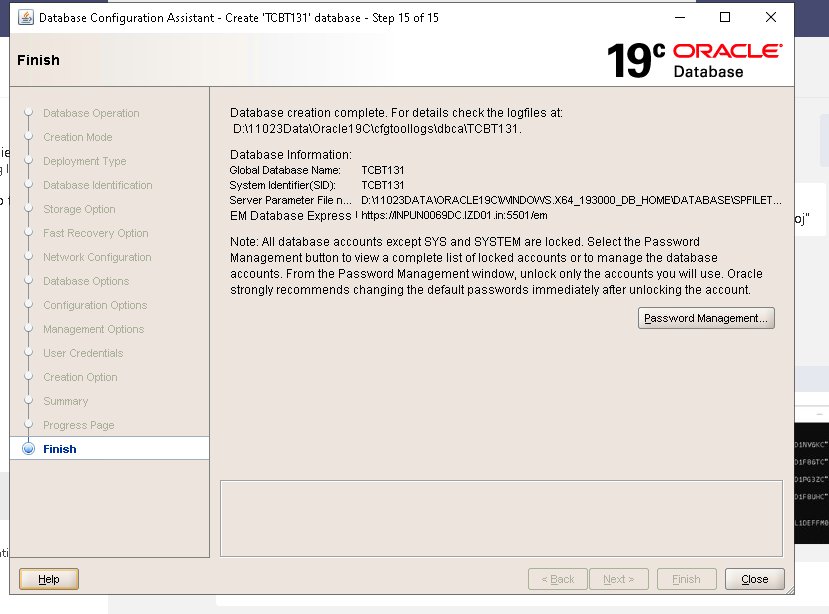 Database Configuration Assistant - Create 'TCBT131' database - Step 15 of 15
Finish
19c ORACLE
Database
Database Operation
Creation Mode
Deployment Type
Database Identification
Storage Option
Fast Recovery Option
Network Configuration
Database Options
Configuration Options
Management Options
User Credentials
Creation Option
Summary
Progress Page
Finish
Database creation complete. For details check the logfiles at:
D:\11023Data\Oracle19C\cfgtoollogs\dbca\TCBT131.
Database Information:
Global Database Name: TCBT131
System Identifier(SID): TCBT131
Server Parameter File n... D:\11023DATA\ORACLE19C\WINDOWS.X64_193000_DB_HOME\DATABASE\SPFILET...
EM Database Express https://INPUN0069DC.IZD01.in:5501/em
Note: All database accounts except SYS and SYSTEM are locked. Select the Password
Management button to view a complete list of locked accounts or to manage the database
accounts. From the Password Management window, unlock only the accounts you will use. Oracle
strongly recommends changing the default passwords immediately after unlocking the account.
Password Management...
Help
< Back
Next >
Finish
Close
oj"